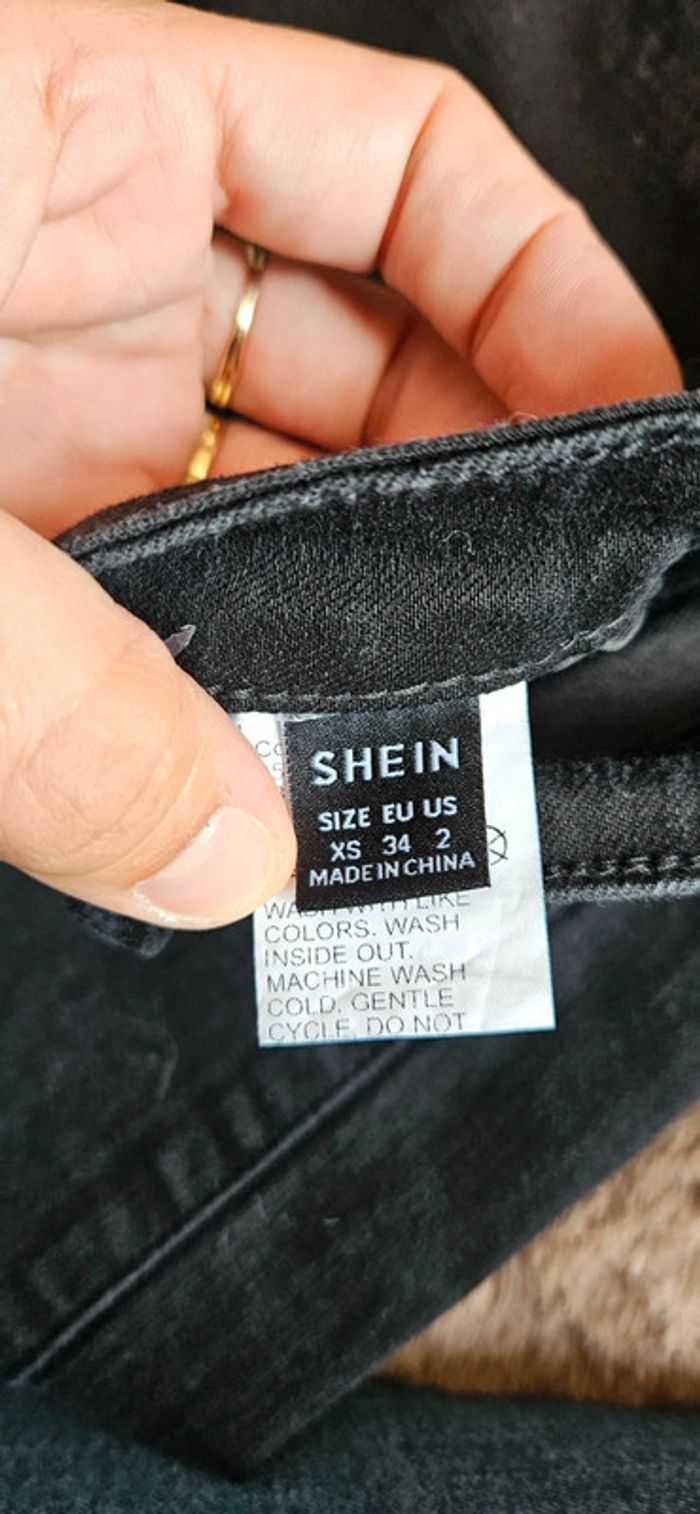 SHEIN
SIZE EU US
XS 34 2
MADE IN CHINA
WASH WITH LIKE
COLORS. WASH
INSIDE OUT.
MACHINE WASH
COLD. GENTLE
CYCLE. DO NOT